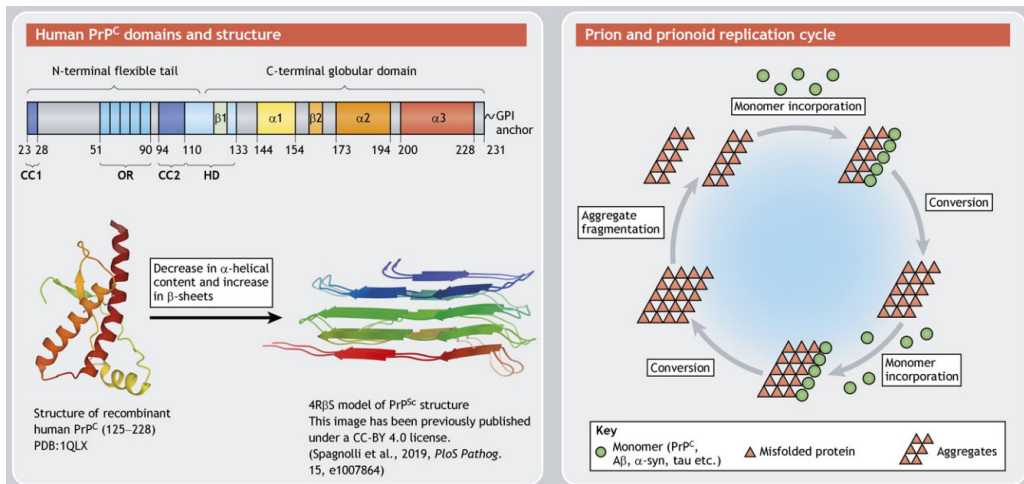 Human PrPC domains and structure
N-terminal flexible tail
C-terminal globular domain
β1
α1
β2
α2
α3
GPI
anchor
23 28 51 90 94 110 133 144 154 173 194 200 228 231
CC1 OR CC2 HD
Decrease in α-helical
content and increase
in β-sheets
Structure of recombinant
human PrPC (125–228)
PDB:1QLX
4RβS model of PrPSc structure
This image has been previously published
under a CC-BY 4.0 license.
(Spagnolli et al., 2019, PloS Pathog.
15, e1007864)
Prion and prionoid replication cycle
Monomer incorporation
Conversion
Monomer
incorporation
Conversion
Aggregate
fragmentation
Key
Monomer (PrPC,
Aβ, α-syn, tau etc.)
Misfolded protein
Aggregates